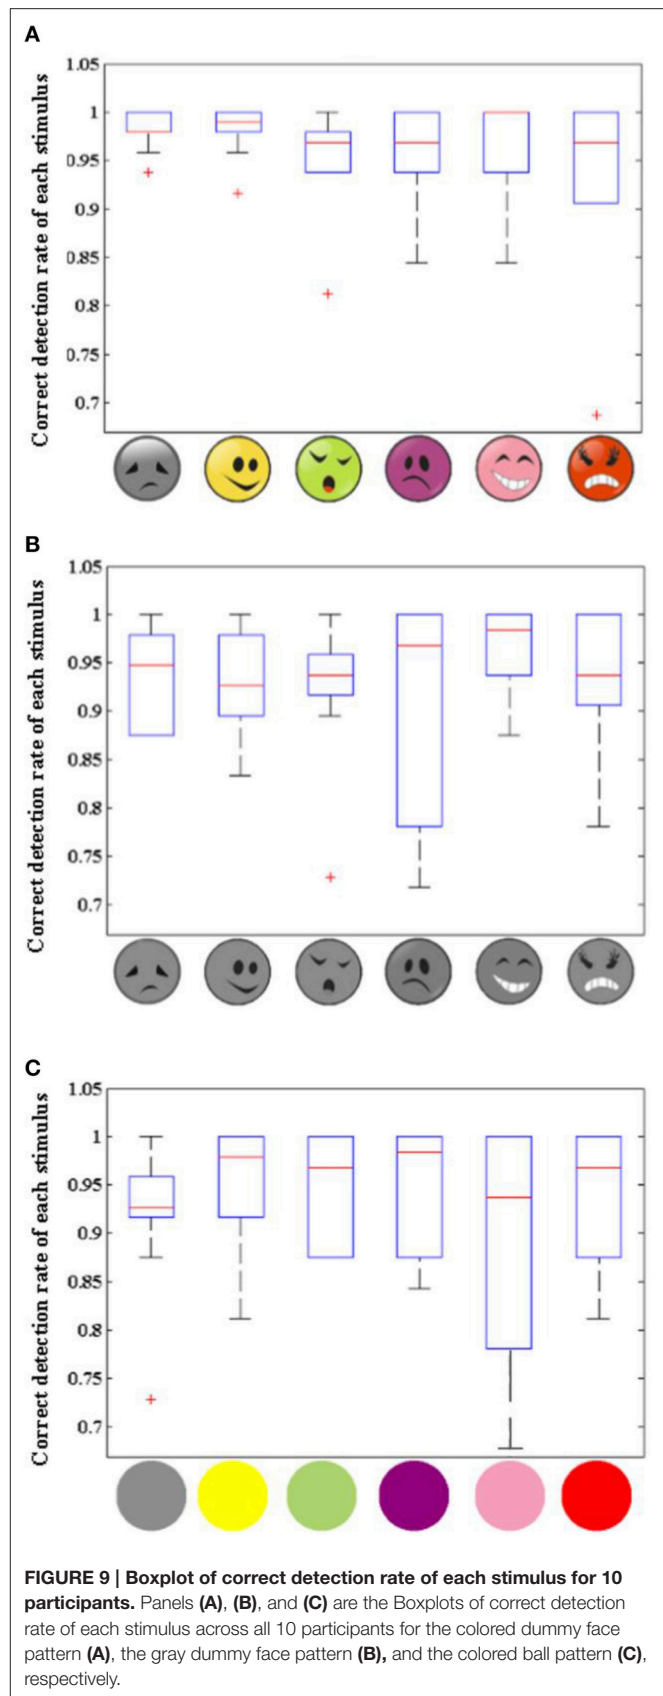 A
Correct detection rate of each stimulus
1.05
1
0.95
0.9
0.85
0.8
0.75
0.7
B
Correct detection rate of each stimulus
1.05
1
0.95
0.9
0.85
0.8
0.75
0.7
C
Correct detection rate of each stimulus
1.05
1
0.95
0.9
0.85
0.8
0.75
0.7
FIGURE 9 | Boxplot of correct detection rate of each stimulus for 10
participants. Panels (A), (B), and (C) are the Boxplots of correct detection
rate of each stimulus across all 10 participants for the colored dummy face
pattern (A), the gray dummy face pattern (B), and the colored ball pattern (C),
respectively.